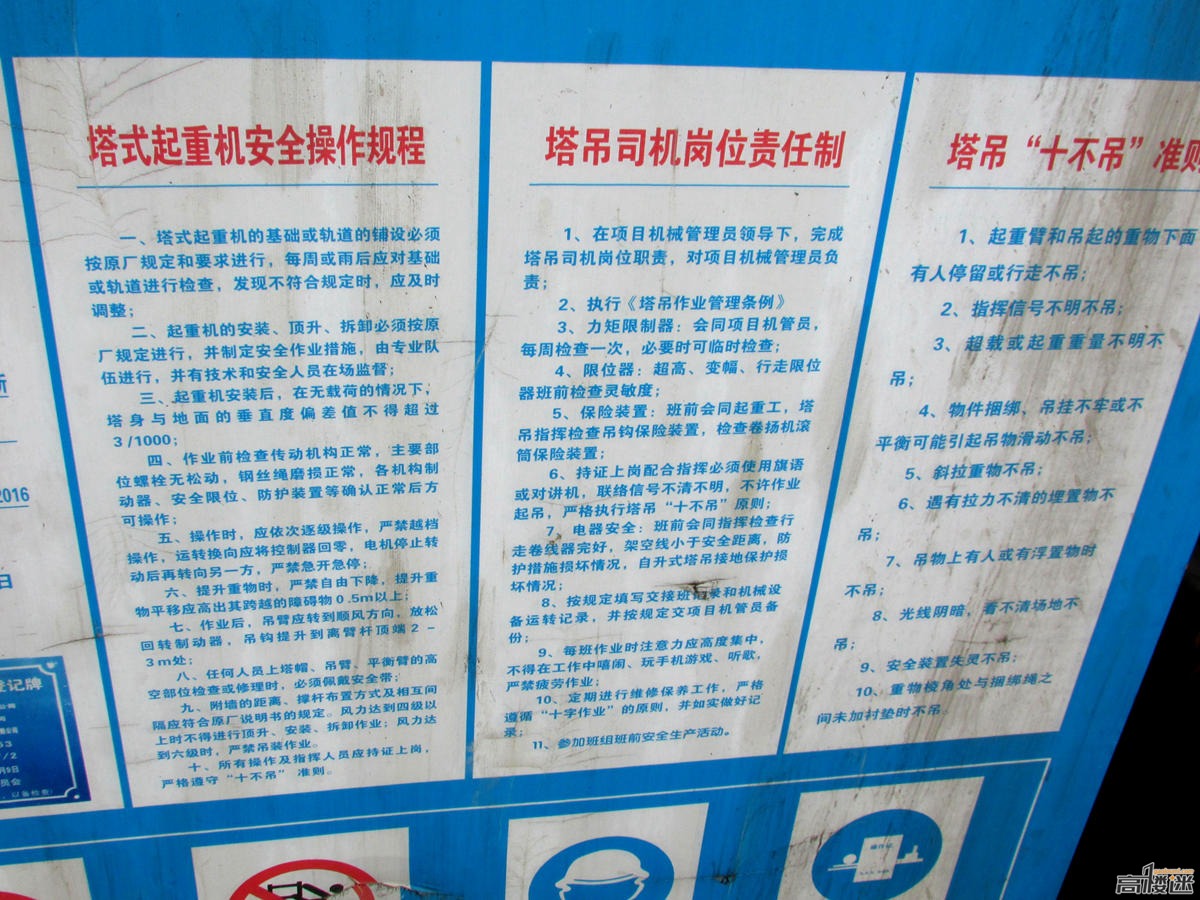 塔式起重机安全操作规程
一、塔式起重机的基础或轨道的铺设必须
按原厂规定和要求进行，每周或雨后应对基础
或轨道进行检查，发现不符合规定时，应及时
调整；
二、起重机的安装、顶升、拆卸必须按原
厂规定进行，并制定安全作业措施，由专业队
伍进行，并有技术和安全人员在场监督；
三、起重机安装后，在无载荷的情况下，
塔身与地面的垂直度偏差值不得超过
3/1000；
四、作业前检查传动机构正常，主要部
位螺栓无松动，钢丝绳磨损正常，各机构制
动器、安全限位、防护装置等确认正常后方
可操作；
五、操作时，应依次逐级操作，严禁越档
操作，运转换向应将控制器回零，电机停止转
动后再转向另一方，严禁急开急停；
六、提升重物时，严禁自由下降，提升重
物平移应高出其跨越的障碍物0.5m以上；
七、作业后，吊臂应转到顺风方向，放松
回转制动器，吊钩提升到离臂杆顶端2-
3m处；
八、任何人员上塔帽、吊臂、平衡臂的高
空部位检查或修理时，必须佩戴安全带；
九、附墙的距离、撑杆布置方式及相互间
隔应符合原厂说明书的规定。风力达到四级以
上时不得进行顶升、安装、拆卸作业；风力达
到六级时，严禁吊装作业。
十、所有操作及指挥人员应持证上岗，
严格遵守“十不吊”准则。
塔吊司机岗位责任制
1、在项目机械管理员领导下，完成
塔吊司机岗位职责，对项目机械管理员负
责；
2、执行《塔吊作业管理条例》
3、力矩限制器：会同项目机管员，
每周检查一次，必要时可临时检查；
4、限位器：超高、变幅、行走限位
器班前检查灵敏度；
5、保险装置：班前会同起重工，塔
吊指挥检查吊钩保险装置，检查卷扬机滚
筒保险装置；
6、持证上岗配合指挥必须使用旗语
或对讲机，联络信号不清不明，不许作业
起吊，严格执行塔吊“十不吊”原则；
7、电器安全：班前会同指挥检查行
走卷线器完好，架空线小于安全距离，防
护措施损坏情况，自升式塔吊接地保护损
坏情况；
8、按规定填写交接班记录和机械设
备运转记录，并按规定交项目机管员备
份；
9、每班作业时注意力应高度集中，
不得在工作中嘻闹、玩手机游戏、听歌，
严禁疲劳作业；
10、定期进行维修保养工作，严格
遵循“十字作业”的原则，并如实做好记
录；
11、参加班组班前安全生产活动。
塔吊“十不吊”准则
1、起重臂和吊起的重物下面
有人停留或行走不吊；
2、指挥信号不明不吊；
3、超载或起重重量不明不
吊；
4、物件捆绑、吊挂不牢或不
平衡可能引起吊物滑动不吊；
5、斜拉重物不吊；
6、遇有拉力不清的埋置物不
吊；
7、吊物上有人或有浮置物时
不吊；
8、光线阴暗，看不清场地不
吊；
9、安全装置失灵不吊；
10、重物棱角处与捆绑绳之
间未加衬垫时不吊。
2016
日
登记牌
53
/2
月9日
员会
，以备检查）
操作证
高楼迷